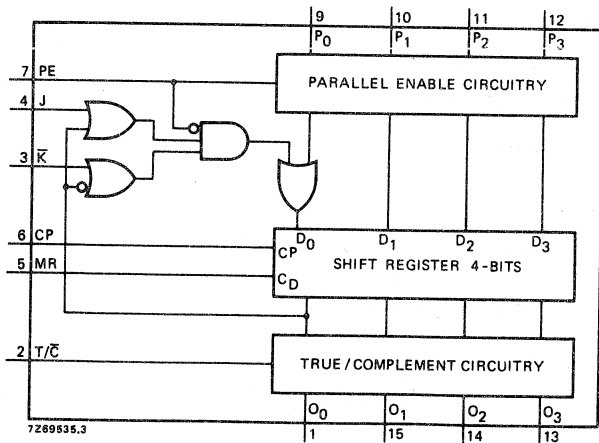 9 10 11 12
P0 P1 P2 P3
7 PE
PARALLEL ENABLE CIRCUITRY
4 J
3 K̅
D0 D1 D2 D3
6 CP
CP
SHIFT REGISTER 4-BITS
5 MR
CD
2 T/C̅
TRUE/COMPLEMENT CIRCUITRY
O0 O1 O2 O3
7Z69535.3
1 15 14 13